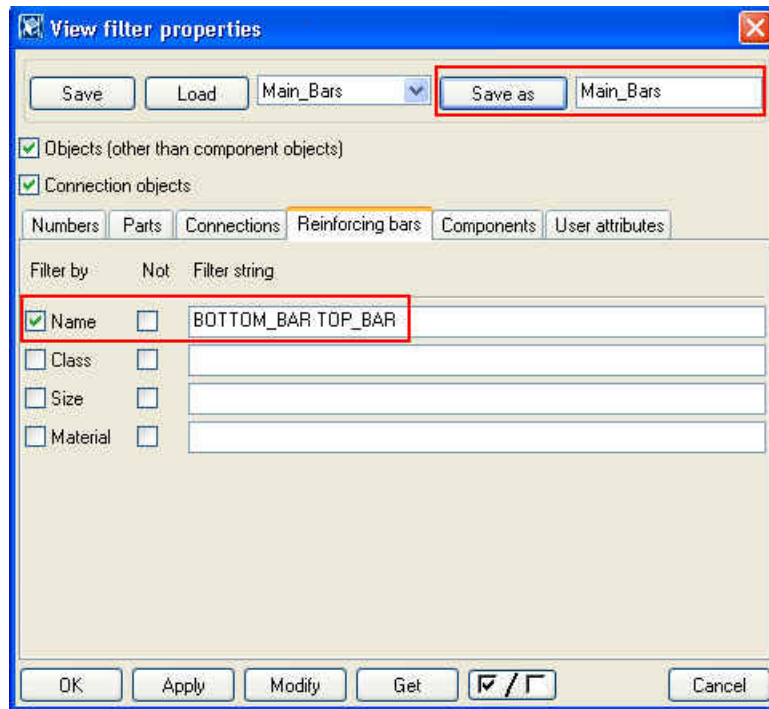 View filter properties
Save Load Main_Bars Save as Main_Bars
Objects (other than component objects)
Connection objects
Numbers Parts Connections Reinforcing bars Components User attributes
Filter by Not Filter string
Name BOTTOM_BAR TOP_BAR
Class
Size
Material
OK Apply Modify Get / Cancel